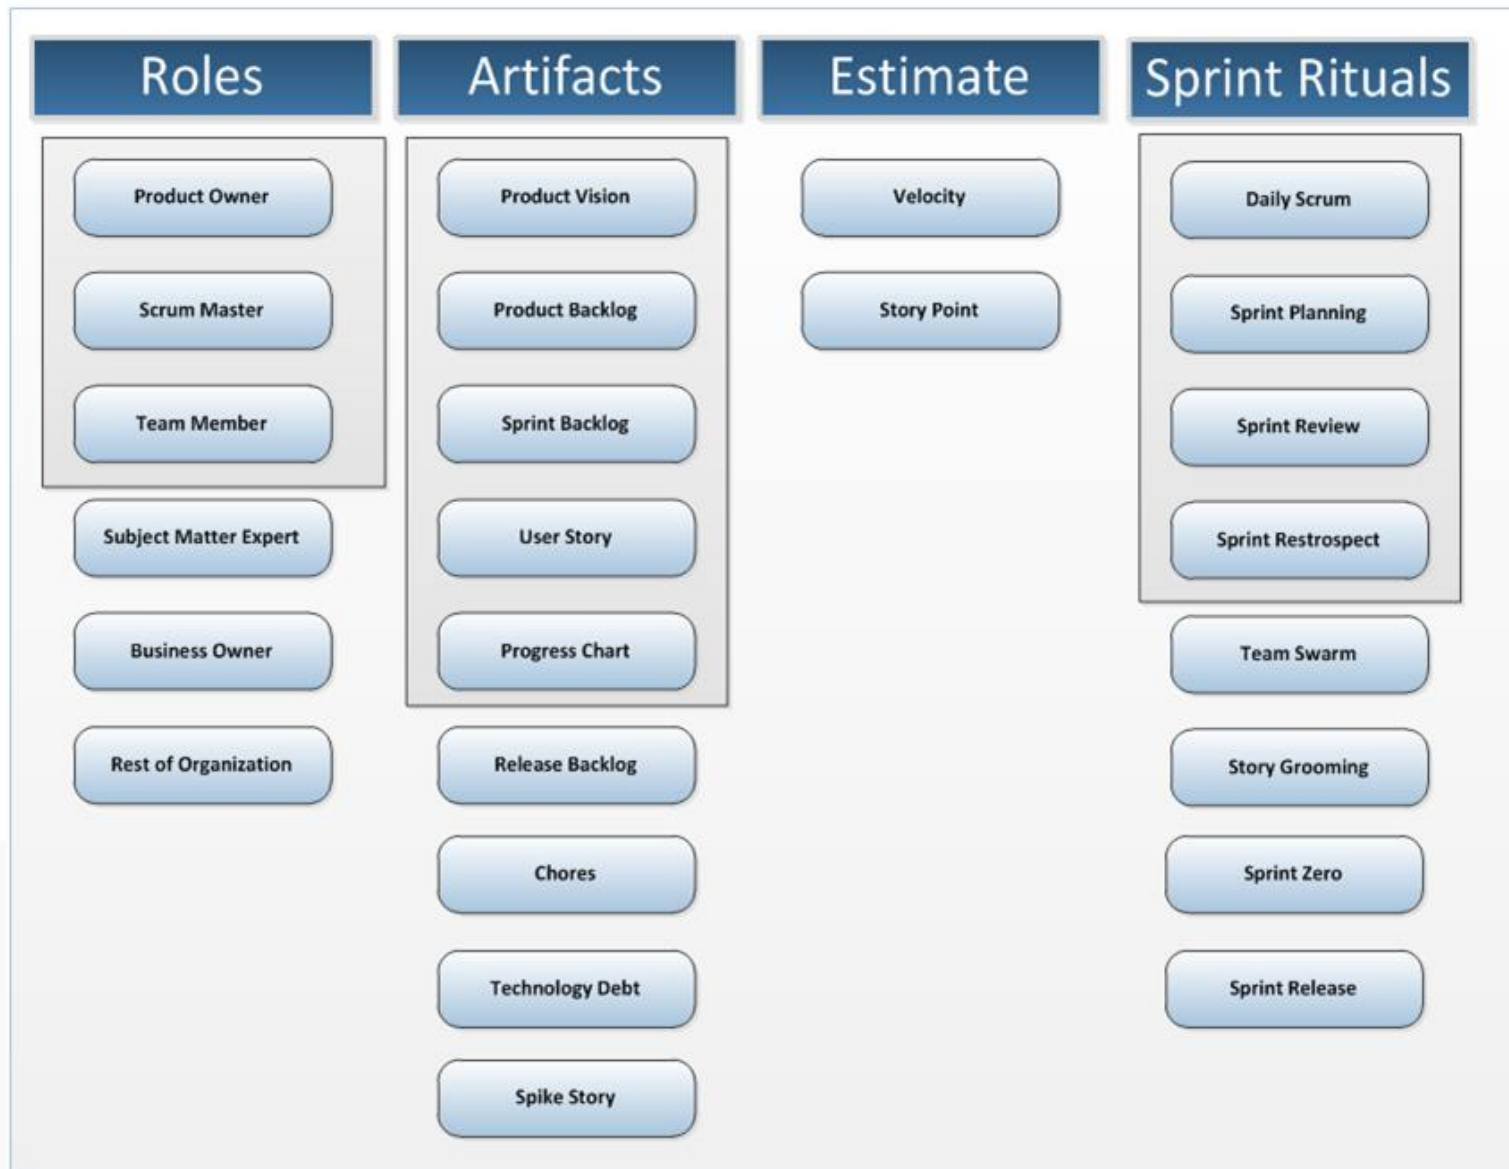 Roles
Product Owner
Scrum Master
Team Member
Subject Matter Expert
Business Owner
Rest of Organization
Artifacts
Product Vision
Product Backlog
Sprint Backlog
User Story
Progress Chart
Release Backlog
Chores
Technology Debt
Spike Story
Estimate
Velocity
Story Point
Sprint Rituals
Daily Scrum
Sprint Planning
Sprint Review
Sprint Restrospect
Team Swarm
Story Grooming
Sprint Zero
Sprint Release